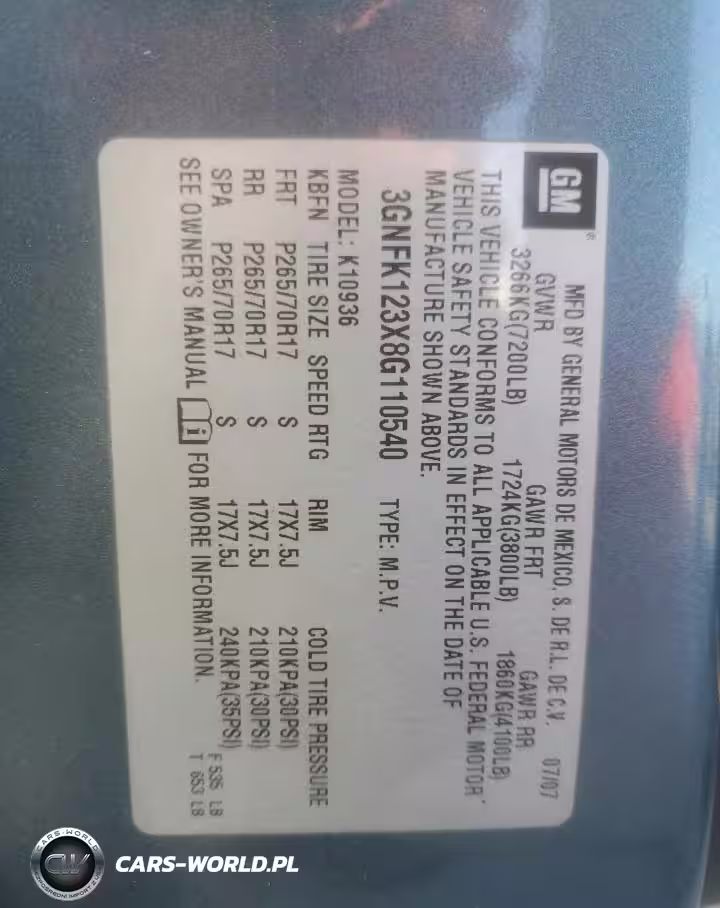 GM®
MFD BY GENERAL MOTORS DE MEXICO, S. DE R.L. DE C.V. 07/07
GVWR GAWR FRT GAWR RR
3266KG(7200LB) 1724KG(3800LB) 1860KG(4100LB)
THIS VEHICLE CONFORMS TO ALL APPLICABLE U.S. FEDERAL MOTOR
VEHICLE SAFETY STANDARDS IN EFFECT ON THE DATE OF
MANUFACTURE SHOWN ABOVE.
3GNFK123X8G110540 TYPE: M.P.V.
MODEL: K10936
KBFN TIRE SIZE SPEED RTG RIM COLD TIRE PRESSURE
FRT P265/70R17 S 17X7.5J 210KPA(30PSI)
RR P265/70R17 S 17X7.5J 210KPA(30PSI)
SPA P265/70R17 S 17X7.5J 240KPA(35PSI)
SEE OWNER'S MANUAL i FOR MORE INFORMATION.
F 535 LB
T 653 LB
CARS-WORLD
CW
CARS-WORLD.PL